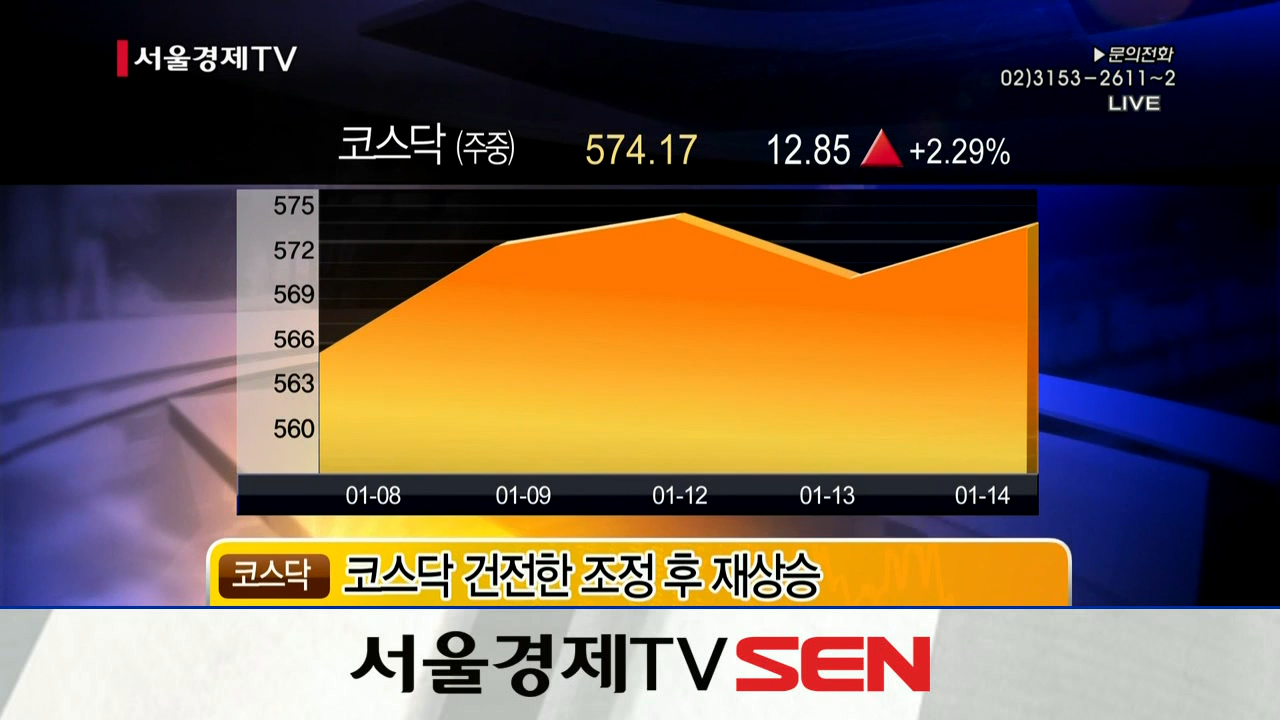 서울경제TV
▶문의전화
02)3153-2611~2
LIVE
코스닥 (주중) 574.17 12.85 ▲ +2.29%
575
572
569
566
563
560
01-08 01-09 01-12 01-13 01-14
코스닥 코스닥 건전한 조정 후 재상승
서울경제TV SEN